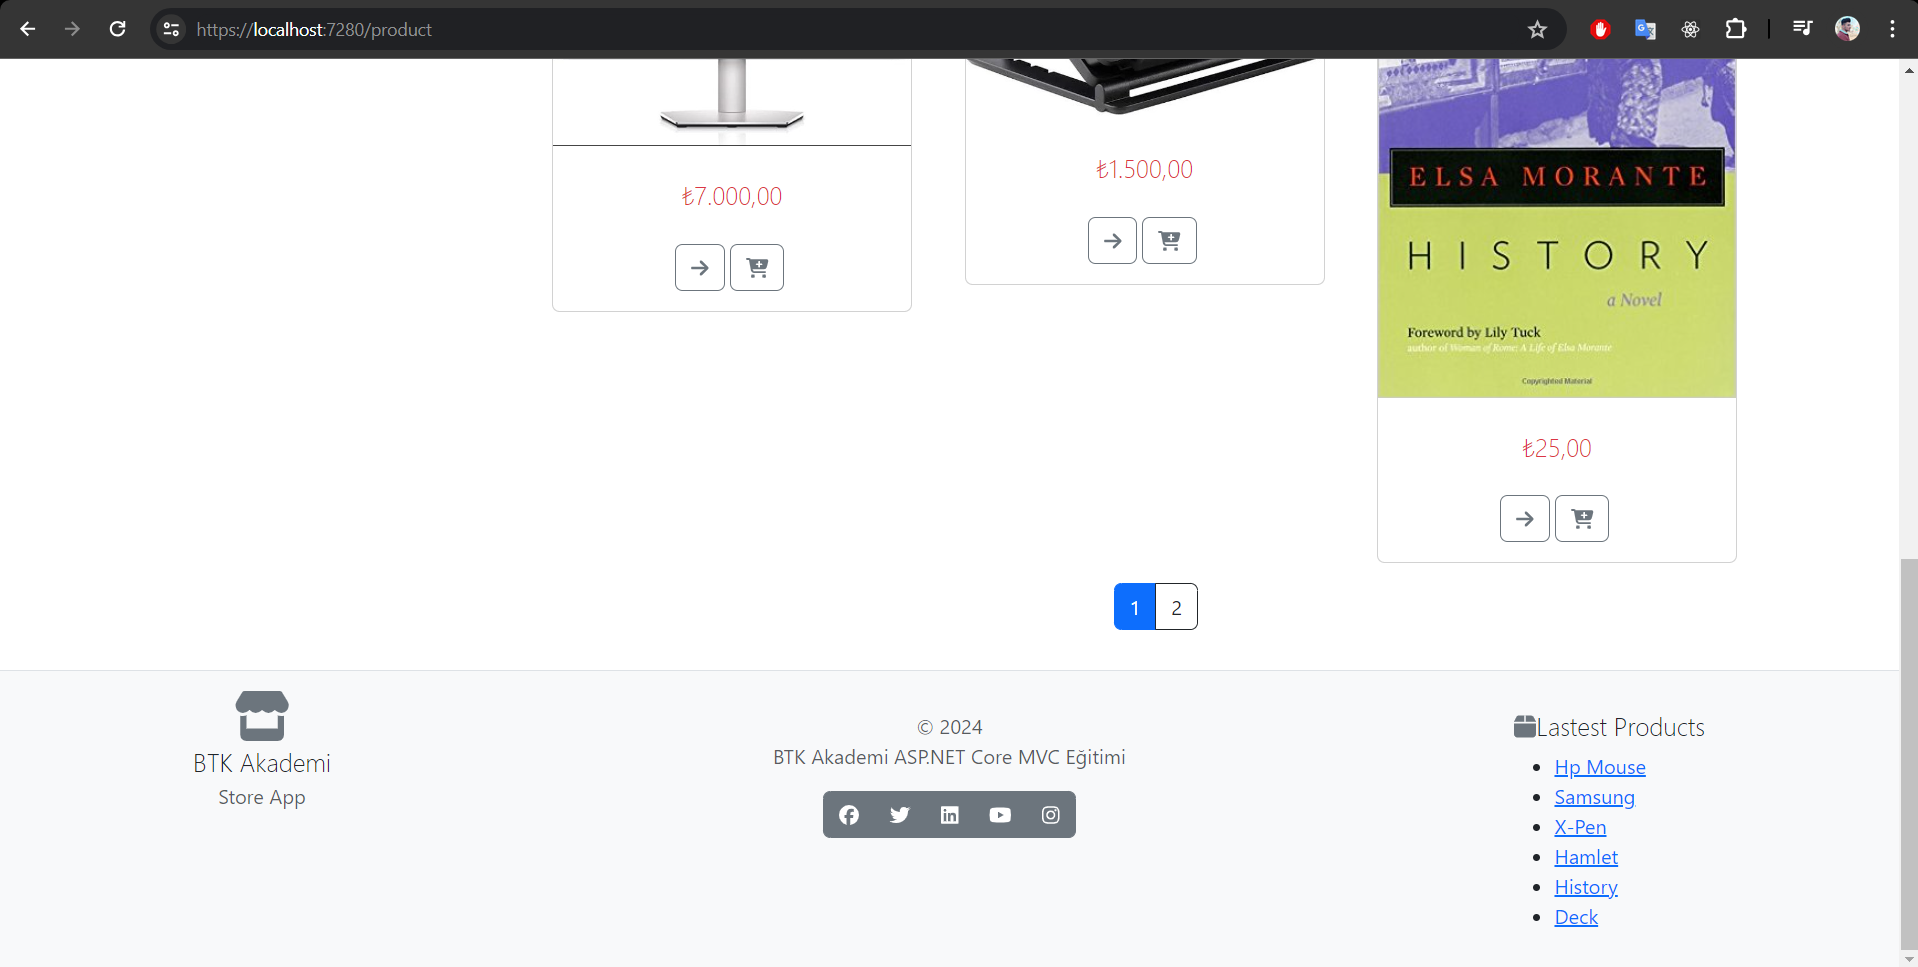 https://localhost:7280/product
₺7.000,00
₺1.500,00
ELSA MORANTE
HISTORY
a Novel
Foreword by Lily Tuck
author of Woman of Rome: A Life of Elsa Morante
Copyrighted Material
₺25,00
1 2
BTK Akademi
Store App
© 2024
BTK Akademi ASP.NET Core MVC Eğitimi
Lastest Products
Hp Mouse
Samsung
X-Pen
Hamlet
History
Deck